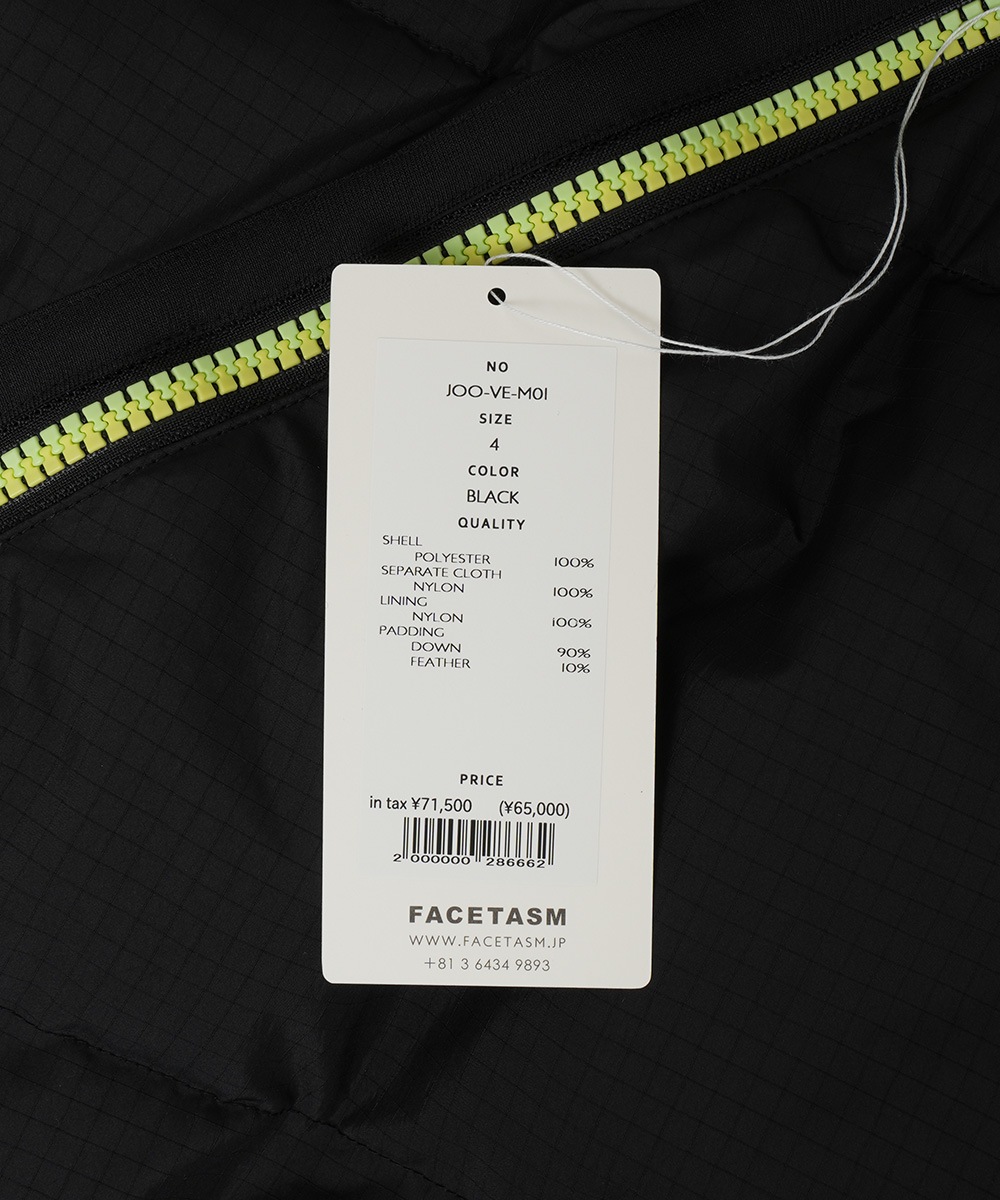 NO
JOO-VE-M01
SIZE
4
COLOR
BLACK
QUALITY
SHELL
POLYESTER 100%
SEPARATE CLOTH
NYLON 100%
LINING
NYLON 100%
PADDING
DOWN 90%
FEATHER 10%
PRICE
in tax ¥71,500 (¥65,000)
2 000000 286662
FACETASM
WWW.FACETASM.JP
+81 3 6434 9893